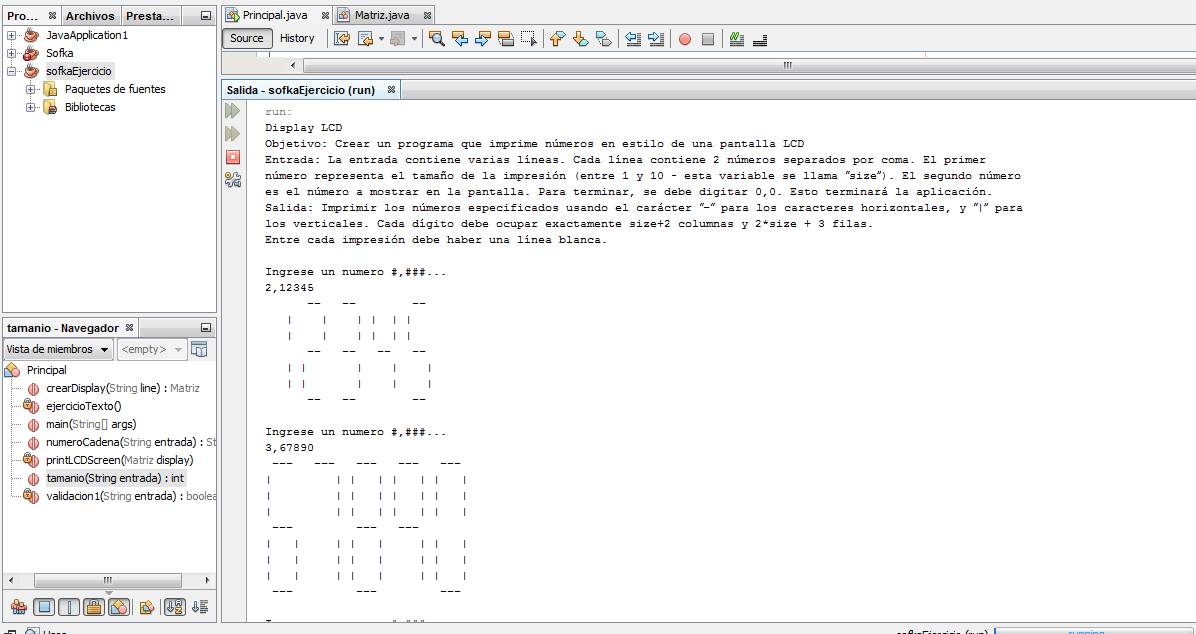 Pro...
Archivos
Presta...
JavaApplication1
Sofka
sofkaEjercicio
Paquetes de fuentes
Bibliotecas
tamanio - Navegador
Vista de miembros
<empty>
Principal
crearDisplay(String line) : Matriz
ejercicioTexto()
main(String[] args)
numeroCadena(String entrada) : St
printLCDScreen(Matriz display)
tamanio(String entrada) : int
validacion1(String entrada) : boolea
Principal.java
Matriz.java
Source
History
Salida - sofkaEjercicio (run)
run:
Display LCD
Objetivo: Crear un programa que imprime números en estilo de una pantalla LCD
Entrada: La entrada contiene varias líneas. Cada línea contiene 2 números separados por coma. El primer
número representa el tamaño de la impresión (entre 1 y 10 - esta variable se llama “size”). El segundo número
es el número a mostrar en la pantalla. Para terminar, se debe digitar 0,0. Esto terminará la aplicación.
Salida: Imprimir los números especificados usando el carácter “-” para los caracteres horizontales, y “|” para
los verticales. Cada dígito debe ocupar exactamente size+2 columnas y 2*size + 3 filas.
Entre cada impresión debe haber una línea blanca.
Ingrese un numero #,###...
2,12345
      --   --        --
   |    |    | |  | |
   |    |    | |  | |
      --   --   --   --
   | |       |    |    |
   | |       |    |    |
      --   --        --
Ingrese un numero #,###...
3,67890
 ---   ---   ---   ---   ---
|         | |   | |   | |   |
|         | |   | |   | |   |
|         | |   | |   | |   |
 ---         ---   ---
|   |     | |   |     | |   |
|   |     | |   |     | |   |
|   |     | |   |     | |   |
 ---         ---         ---
sofkaEjercicio (run)
running...